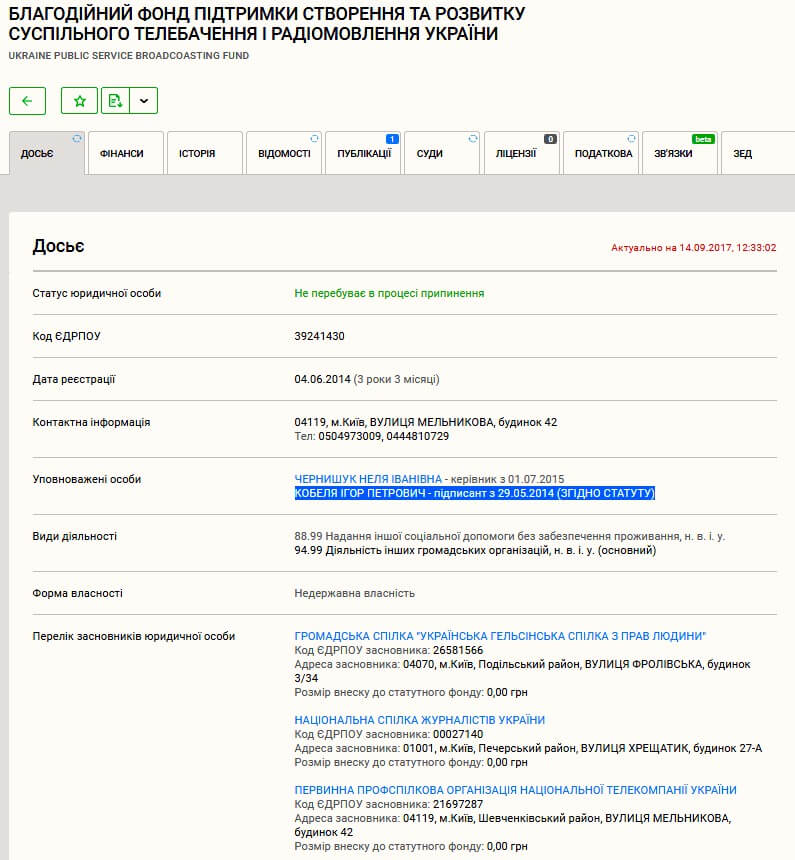 БЛАГОДІЙНИЙ ФОНД ПІДТРИМКИ СТВОРЕННЯ ТА РОЗВИТКУ
СУСПІЛЬНОГО ТЕЛЕБАЧЕННЯ І РАДІОМОВЛЕННЯ УКРАЇНИ
UKRAINE PUBLIC SERVICE BROADCOASTING FUND
ДОСЬЄ
ФІНАНСИ
ІСТОРІЯ
ВІДОМОСТІ
ПУБЛІКАЦІЇ 1
СУДИ
ЛІЦЕНЗІЇ 0
ПОДАТКОВА
ЗВ'ЯЗКИ beta
ЗЕД
Досьє
Актуально на 14.09.2017, 12:33:02
Статус юридичної особи Не перебуває в процесі припинення
Код ЄДРПОУ 39241430
Дата реєстрації 04.06.2014 (3 роки 3 місяці)
Контактна інформація 04119, м.Київ, ВУЛИЦЯ МЕЛЬНИКОВА, будинок 42
Тел: 0504973009, 0444810729
Уповноважені особи ЧЕРНИШУК НЕЛЯ ІВАНІВНА - керівник з 01.07.2015
КОБЕЛЯ ІГОР ПЕТРОВИЧ - підписант з 29.05.2014 (ЗГІДНО СТАТУТУ)
Види діяльності 88.99 Надання іншої соціальної допомоги без забезпечення проживання, н. в. і. у.
94.99 Діяльність інших громадських організацій, н. в. і. у. (основний)
Форма власності Недержавна власність
Перелік засновників юридичної особи ГРОМАДСЬКА СПІЛКА "УКРАЇНСЬКА ГЕЛЬСІНСЬКА СПІЛКА З ПРАВ ЛЮДИНИ"
Код ЄДРПОУ засновника: 26581566
Адреса засновника: 04070, м.Київ, Подільський район, ВУЛИЦЯ ФРОЛІВСЬКА, будинок
3/34
Розмір внеску до статутного фонду: 0,00 грн
НАЦІОНАЛЬНА СПІЛКА ЖУРНАЛІСТІВ УКРАЇНИ
Код ЄДРПОУ засновника: 00027140
Адреса засновника: 01001, м.Київ, Печерський район, ВУЛИЦЯ ХРЕЩАТИК, будинок 27-А
Розмір внеску до статутного фонду: 0,00 грн
ПЕРВИННА ПРОФСПІЛКОВА ОРГАНІЗАЦІЯ НАЦІОНАЛЬНОЇ ТЕЛЕКОМПАНІЇ УКРАЇНИ
Код ЄДРПОУ засновника: 21697287
Адреса засновника: 04119, м.Київ, Шевченківський район, ВУЛИЦЯ МЕЛЬНИКОВА,
будинок 42
Розмір внеску до статутного фонду: 0,00 грн